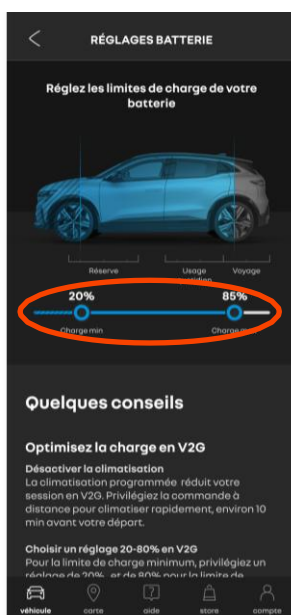 RÉGLAGES BATTERIE
Réglez les limites de charge de votre
batterie
Réserve
Usage
Voyage
20%
85%
Charge min
Quelques conseils
Optimisez la charge en V2G
Désactiver la climatisation
La climatisation programmée réduit votre
session en V2G. Privilégiez la commande à
distance pour climatiser rapidement, environ 10
min avant votre départ.
Choisir un réglage 20-80% en V2G
Pour la limite de charge minimum, privilégiez un
réglage de 20%, et de 80% pour la limite de
véhicule
carte
aide
store
compte